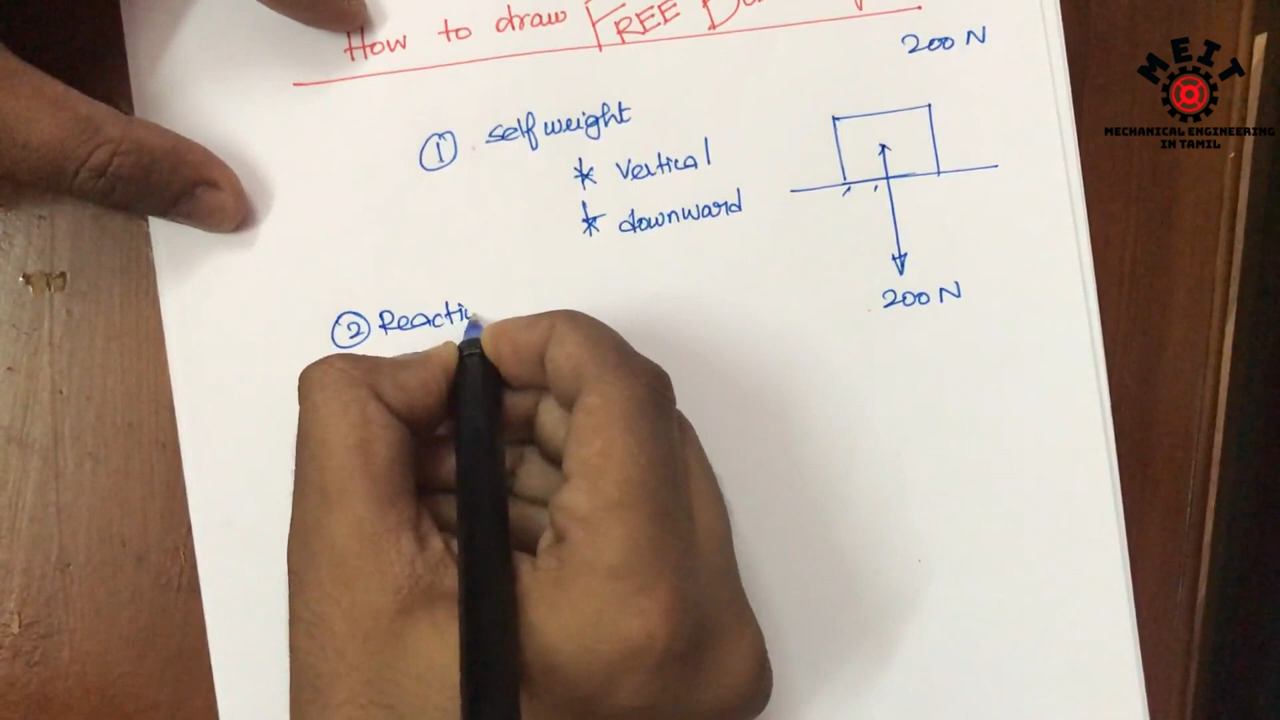 How to draw FREE
200 N
① self weight
* vertical
* downward
200 N
② Reacti
MEIT
MECHANICAL ENGINEERING
IN TAMIL